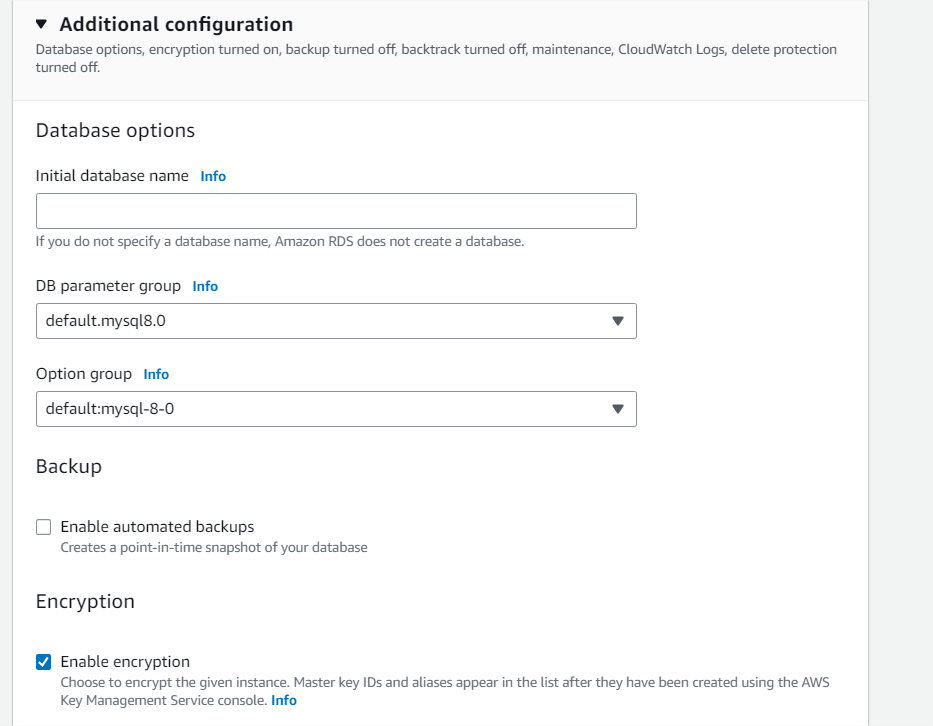 Additional configuration
Database options, encryption turned on, backup turned off, backtrack turned off, maintenance, CloudWatch Logs, delete protection
turned off.
Database options
Initial database name Info
If you do not specify a database name, Amazon RDS does not create a database.
DB parameter group Info
default.mysql8.0
Option group Info
default:mysql-8-0
Backup
Enable automated backups
Creates a point-in-time snapshot of your database
Encryption
Enable encryption
Choose to encrypt the given instance. Master key IDs and aliases appear in the list after they have been created using the AWS
Key Management Service console. Info